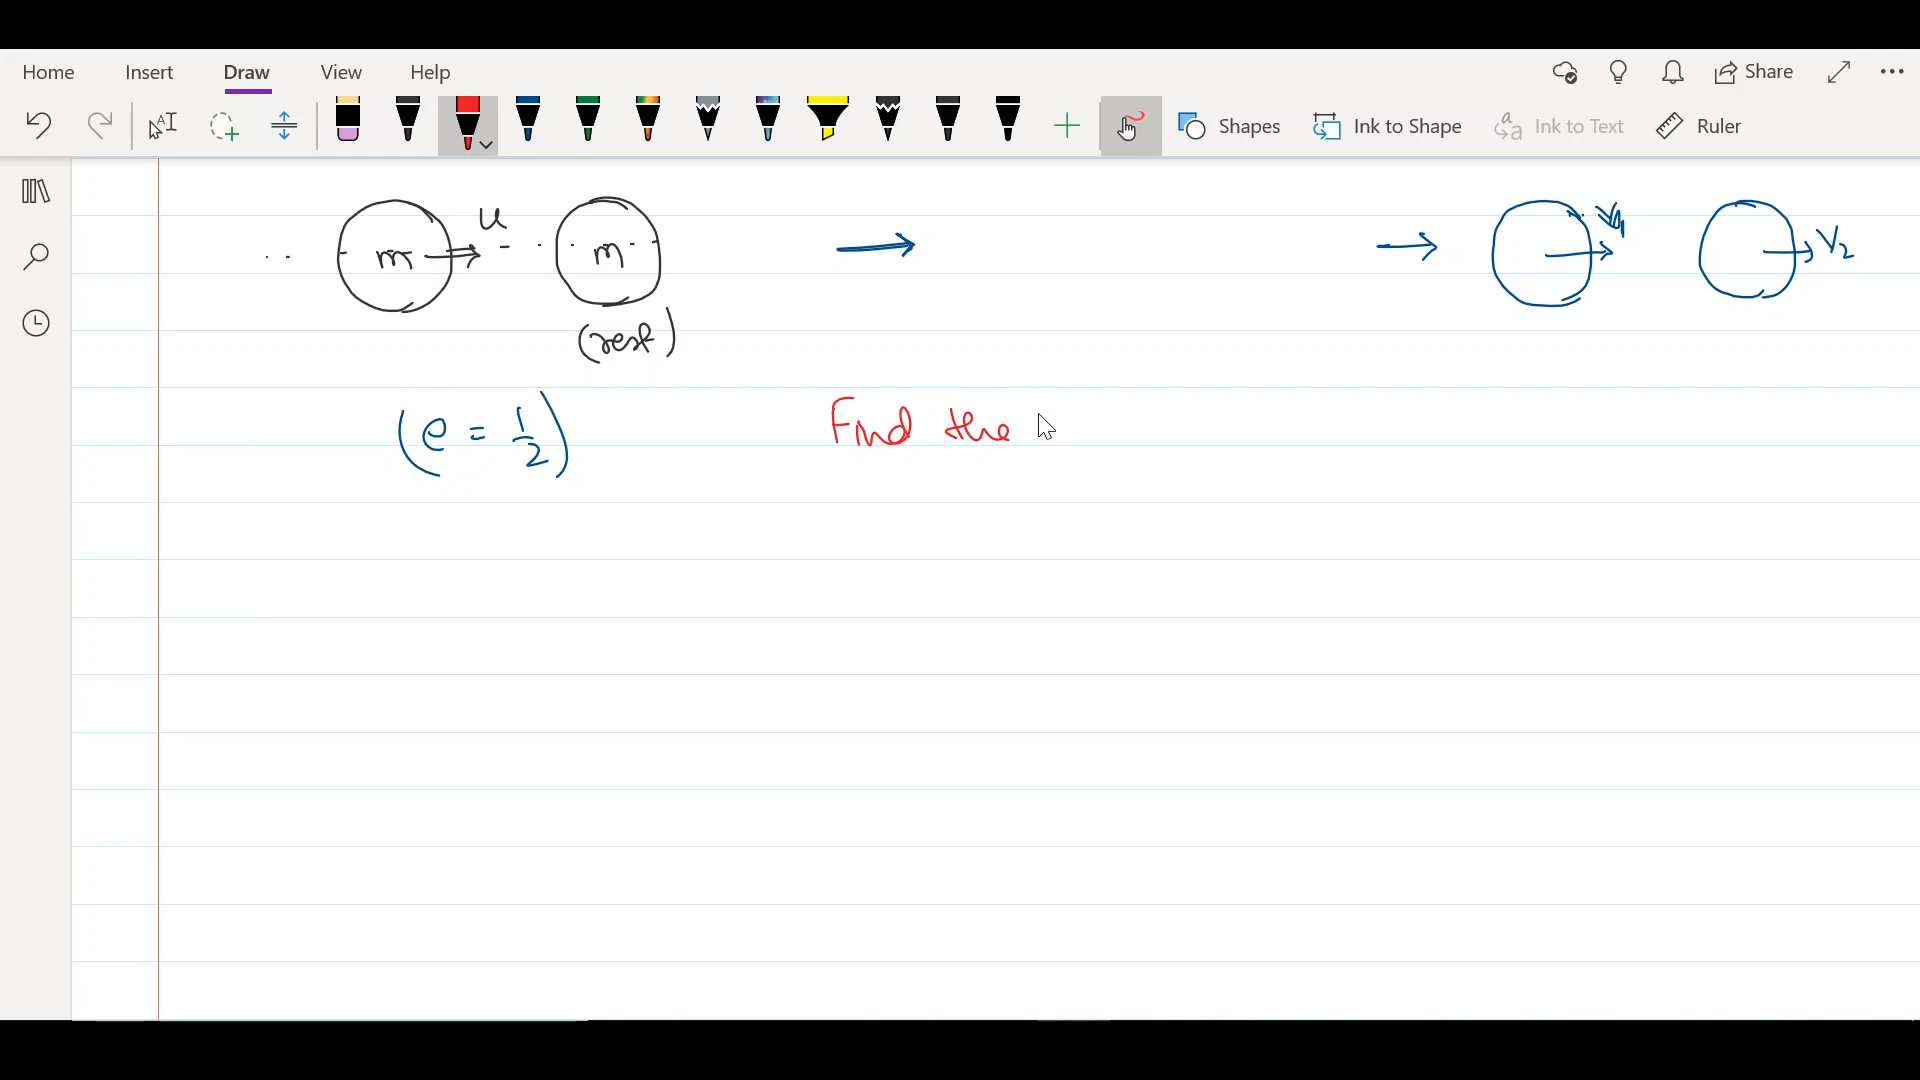 Home Insert Draw View Help Share
Shapes Ink to Shape Ink to Text Ruler
m u m V1 V2
(rest)
(e = 1/2) Find the